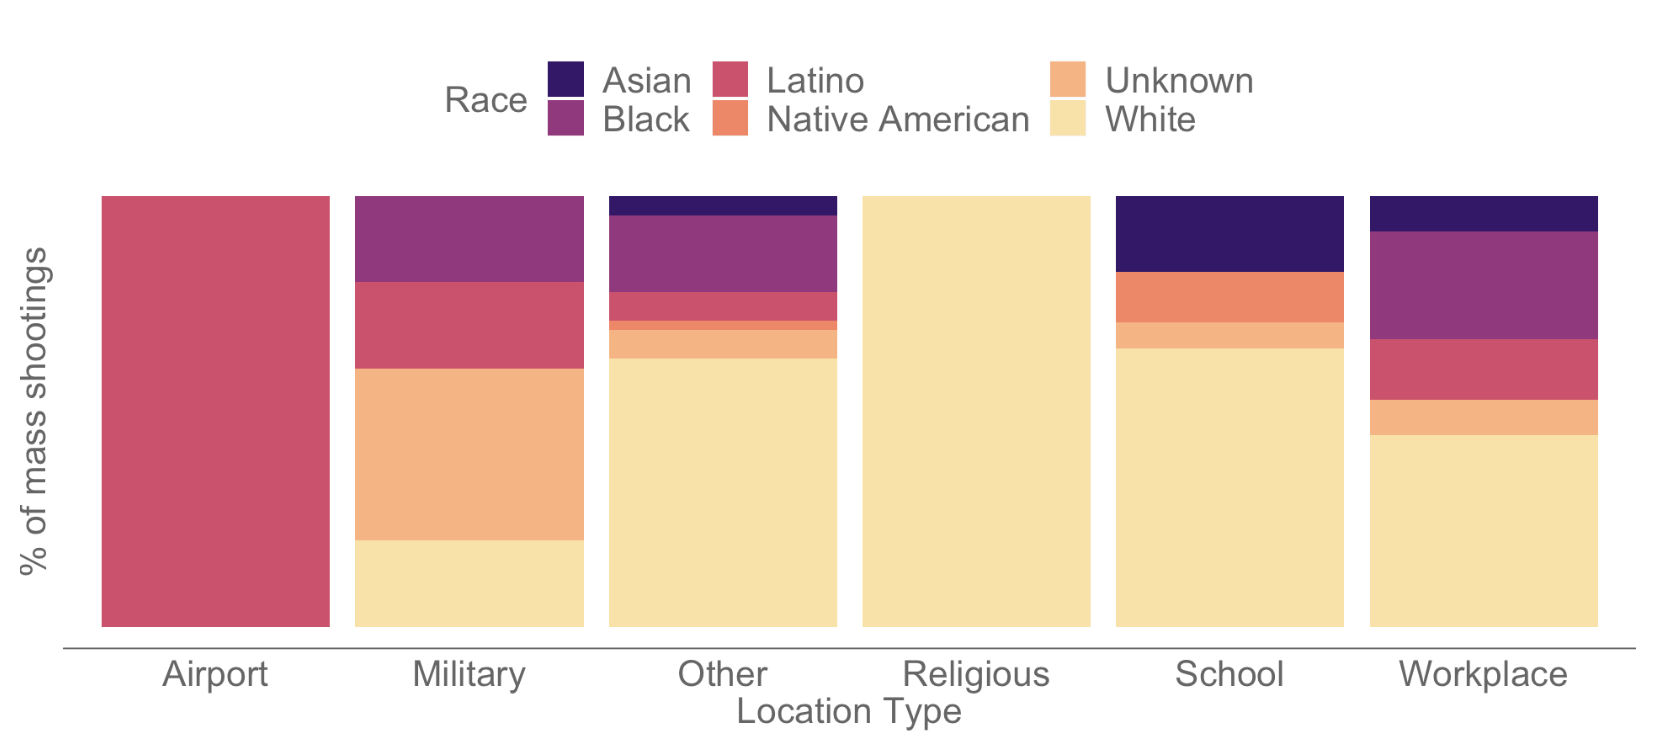 Race
Asian Latino Unknown
Black Native American White
% of mass shootings
Airport Military Other Religious School Workplace
Location Type